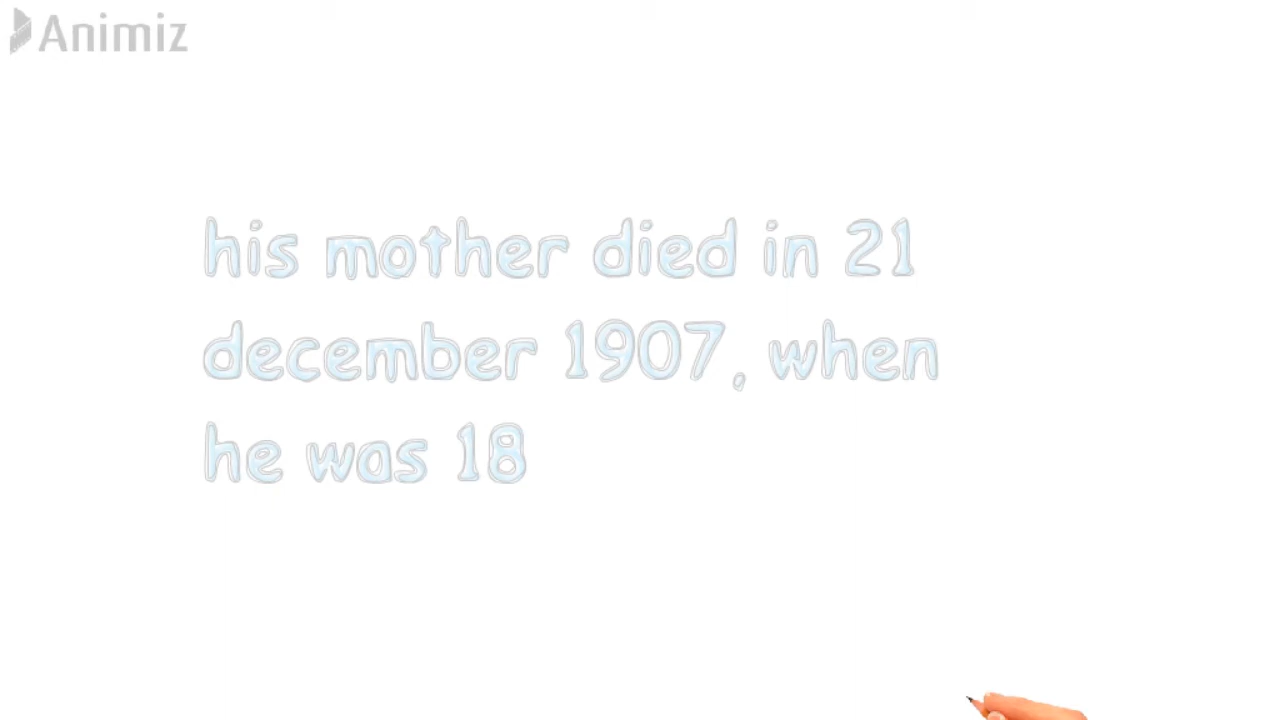 Animiz
his mother died in 21
december 1907, when
he was 18